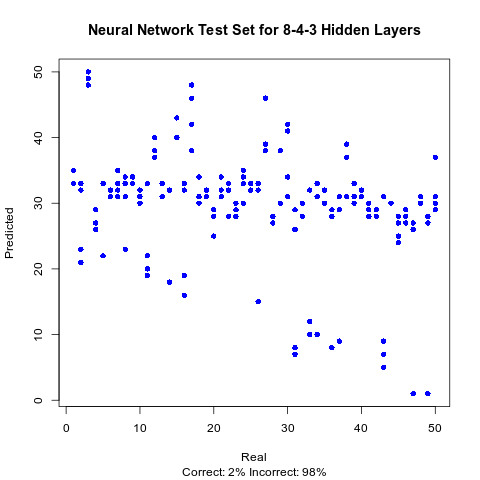 Neural Network Test Set for 8-4-3 Hidden Layers
Predicted
50
40
30
20
10
0
0 10 20 30 40 50
Real
Correct: 2% Incorrect: 98%